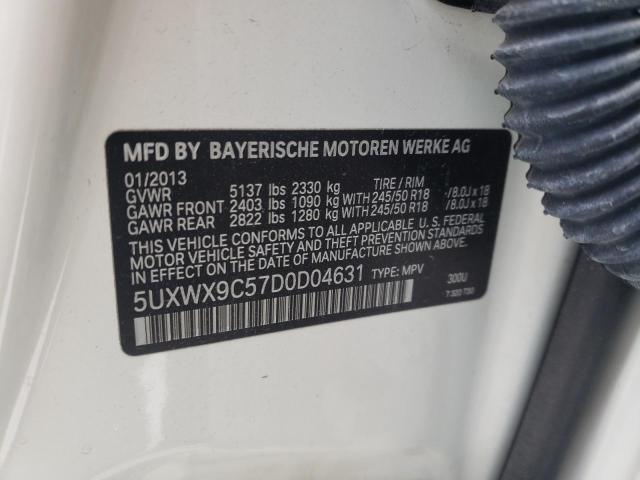 MFD BY BAYERISCHE MOTOREN WERKE AG
01/2013
GVWR 5137 lbs 2330 kg TIRE / RIM
GAWR FRONT 2403 lbs 1090 kg WITH 245/50 R18 -/8.0J x 18
GAWR REAR 2822 lbs 1280 kg WITH 245/50 R18 -/8.0J x 18
THIS VEHICLE CONFORMS TO ALL APPLICABLE U.S. FEDERAL
MOTOR VEHICLE SAFETY AND THEFT PREVENTION STANDARDS
IN EFFECT ON THE DATE OF MANUFACTURE SHOWN ABOVE.
5UXWX9C57D0D04631 TYPE: MPV 300U
7 320 730